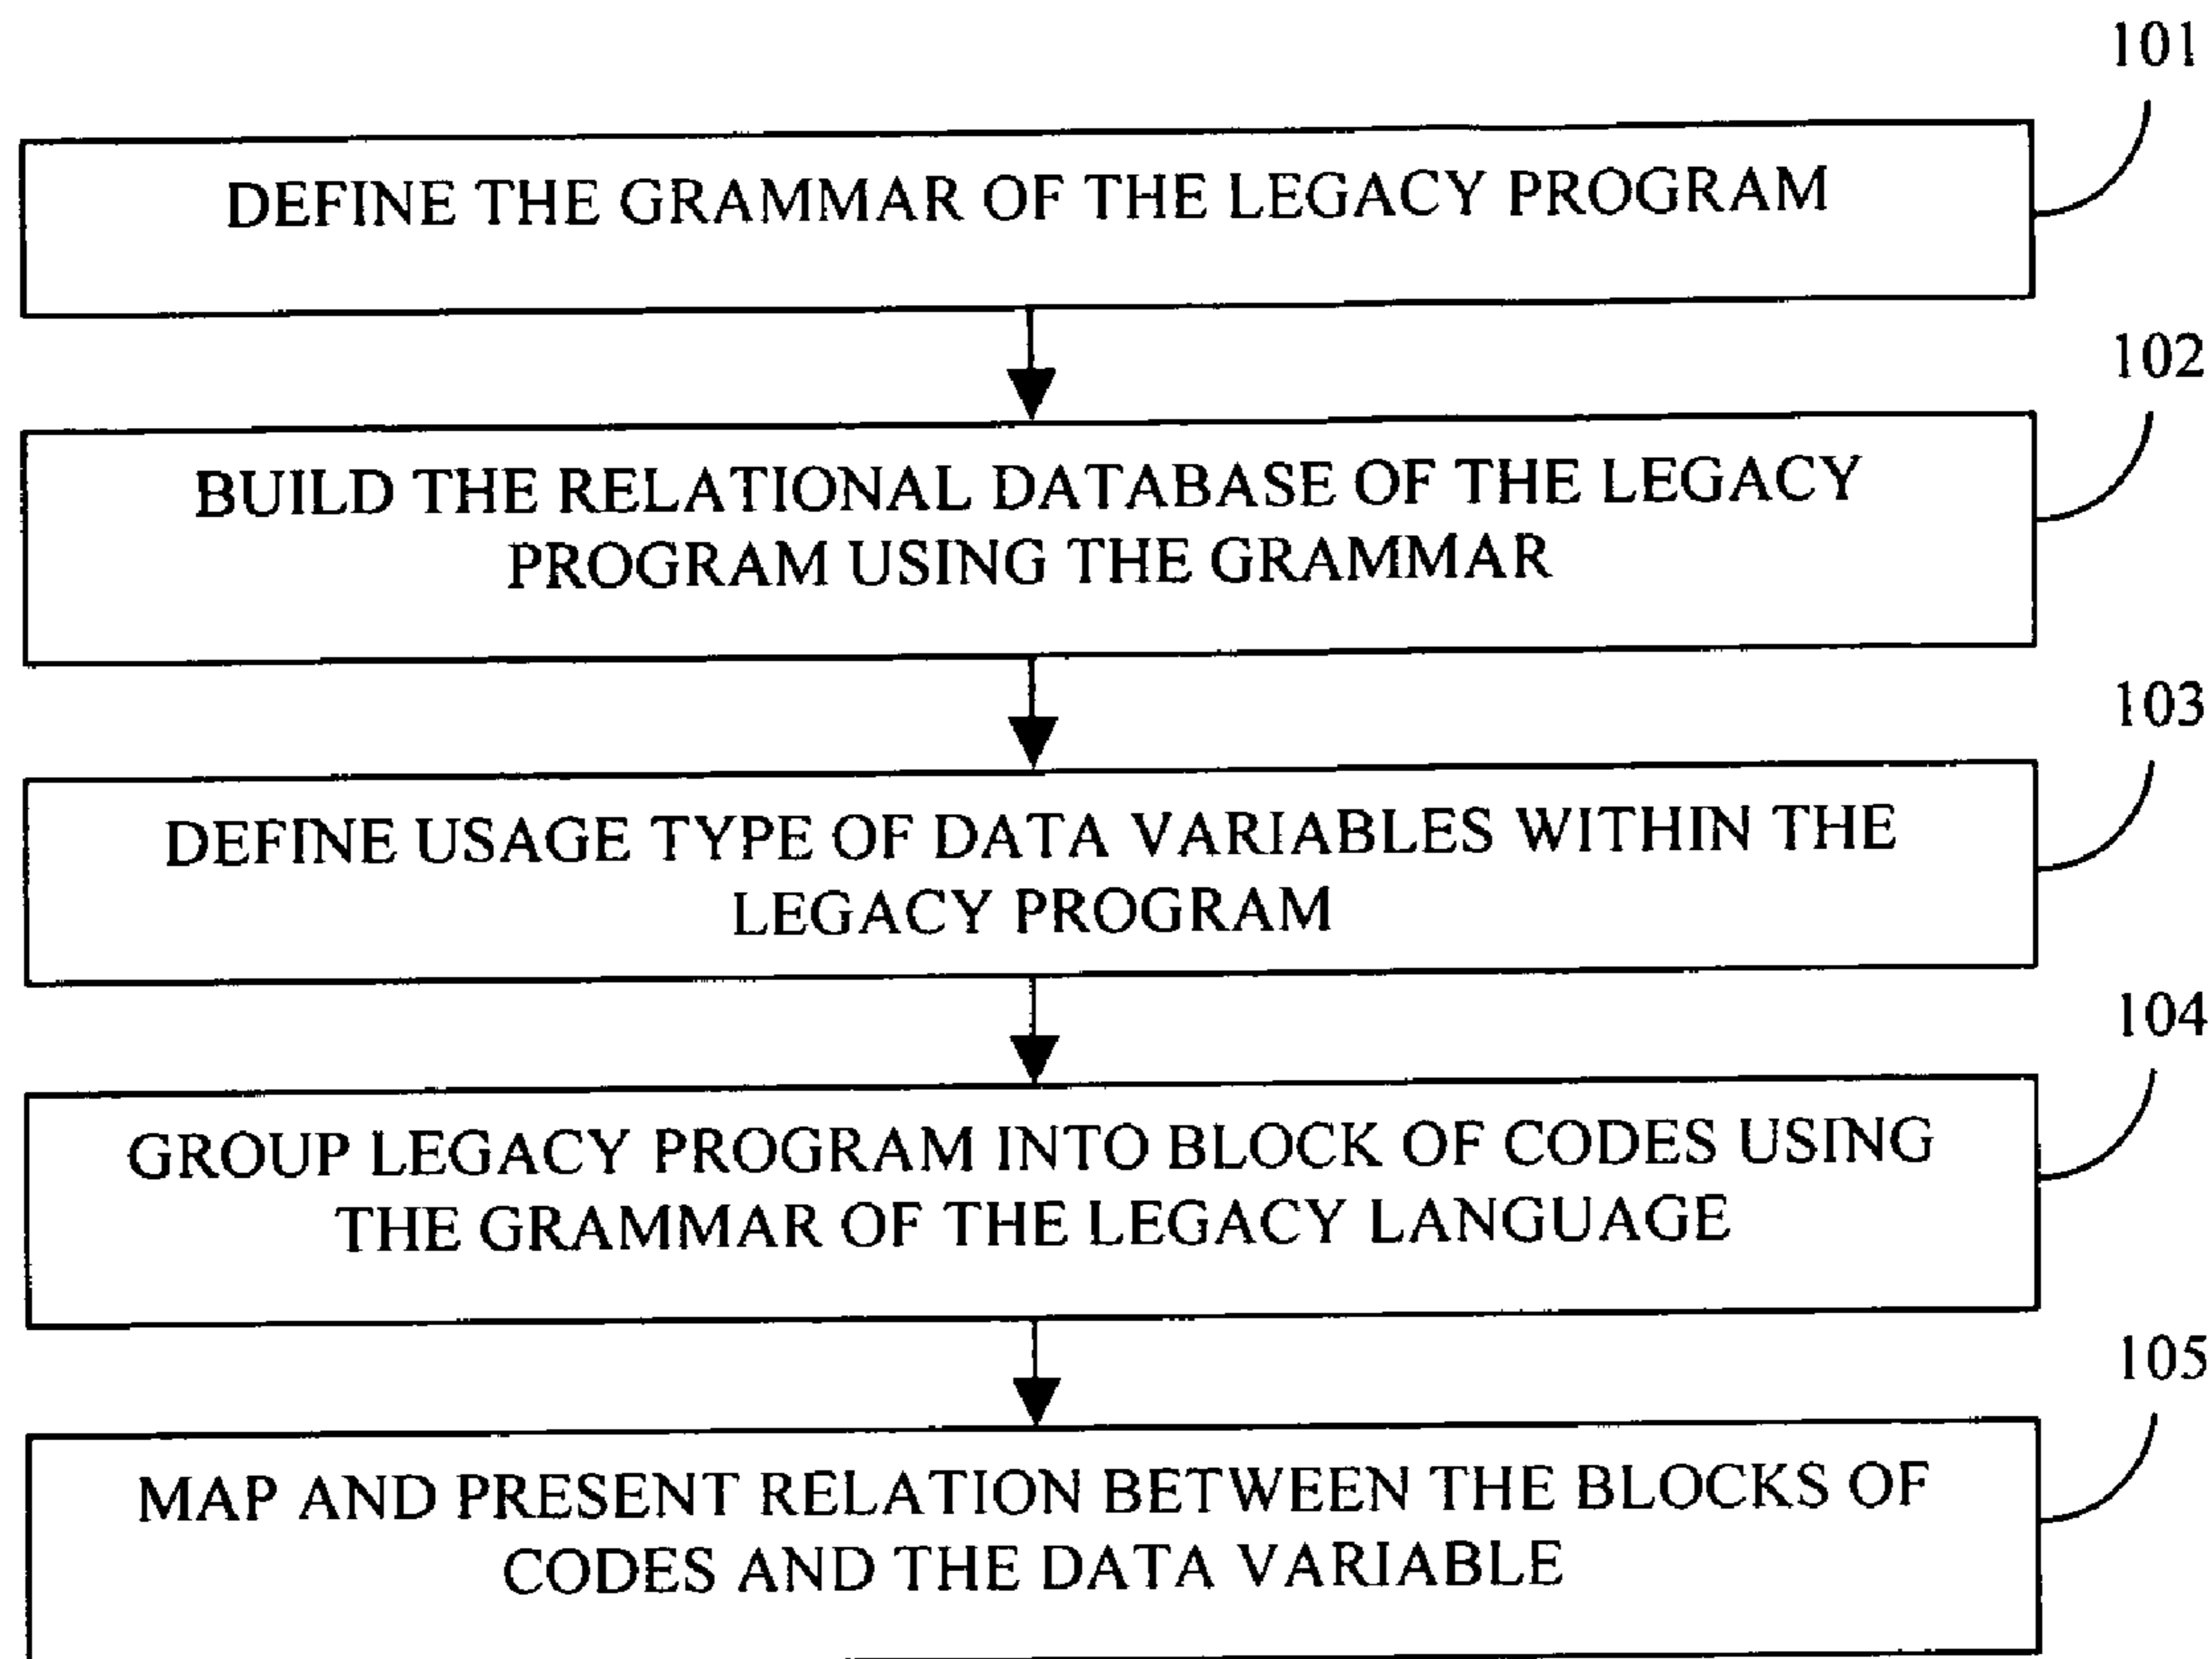 101
DEFINE THE GRAMMAR OF THE LEGACY PROGRAM
102
BUILD THE RELATIONAL DATABASE OF THE LEGACY
PROGRAM USING THE GRAMMAR
103
DEFINE USAGE TYPE OF DATA VARIABLES WITHIN THE
LEGACY PROGRAM
104
GROUP LEGACY PROGRAM INTO BLOCK OF CODES USING
THE GRAMMAR OF THE LEGACY LANGUAGE
105
MAP AND PRESENT RELATION BETWEEN THE BLOCKS OF
CODES AND THE DATA VARIABLE